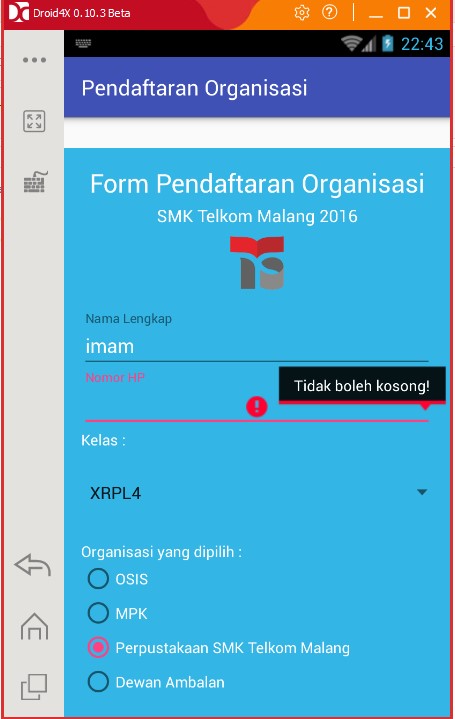 Droid4X 0.10.3 Beta
22:43
Pendaftaran Organisasi
Form Pendaftaran Organisasi
SMK Telkom Malang 2016
TS
Nama Lengkap
imam
Nomor HP
Tidak boleh kosong!
Kelas :
XRPL4
Organisasi yang dipilih :
OSIS
MPK
Perpustakaan SMK Telkom Malang
Dewan Ambalan